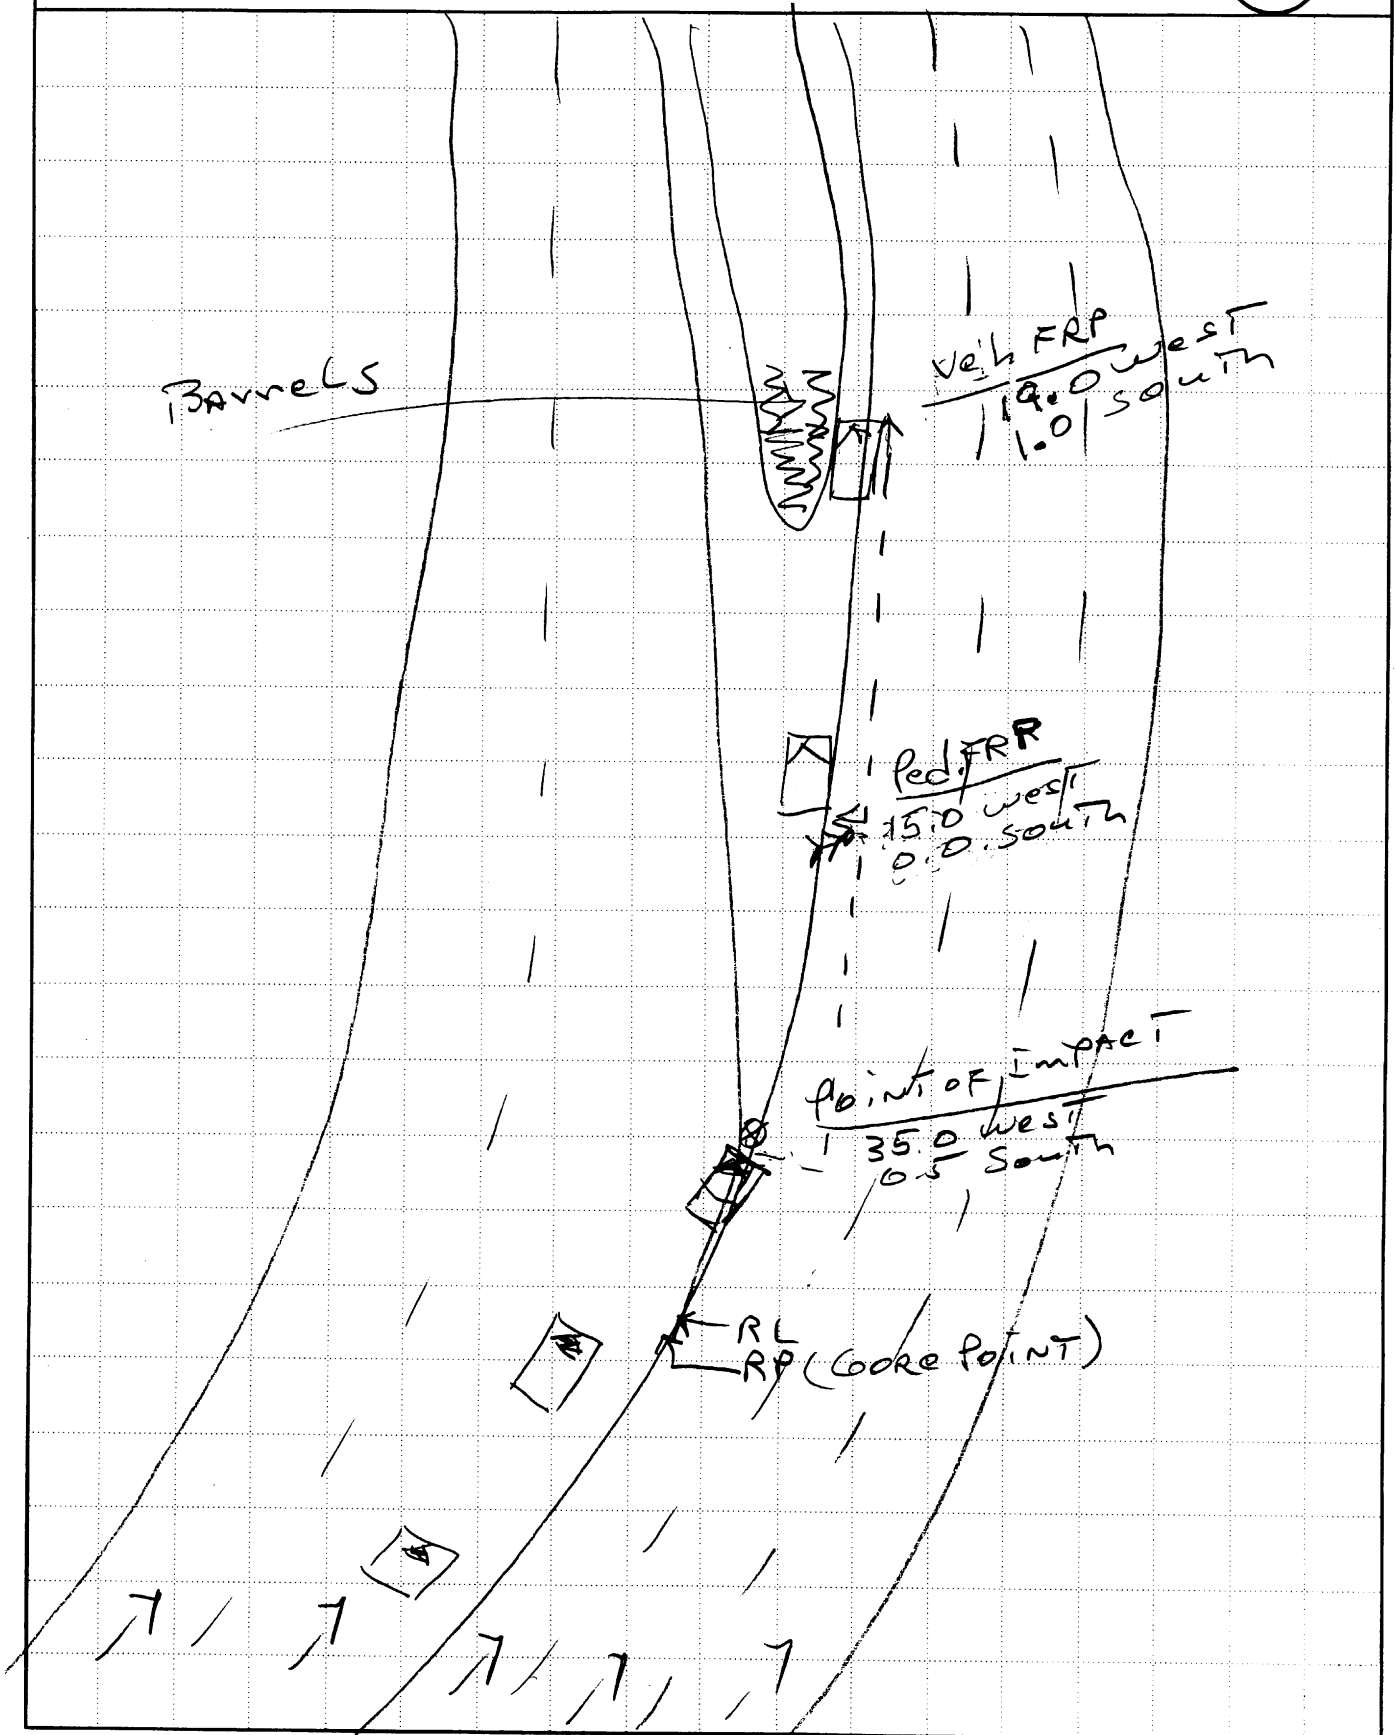 Barrels
Veh FRP
19.0 west
1.0 south
Ped. FRR
15.0 west
0.0. south
Point of Impact
35.0 west
0.5 south
RL
RP (Gore Point)